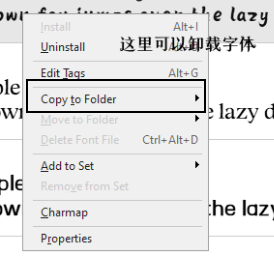 own for jumps over the lazy
Install Alt+I
Uninstall 这里可以卸载字体
Edit Tags Alt+G
ple
Copy to Folder
own e lazy d
Move to Folder
Delete Font File Ctrl+Alt+D
Add to Set
ple
Remove from Set
ow the lazy
Charmap
Properties